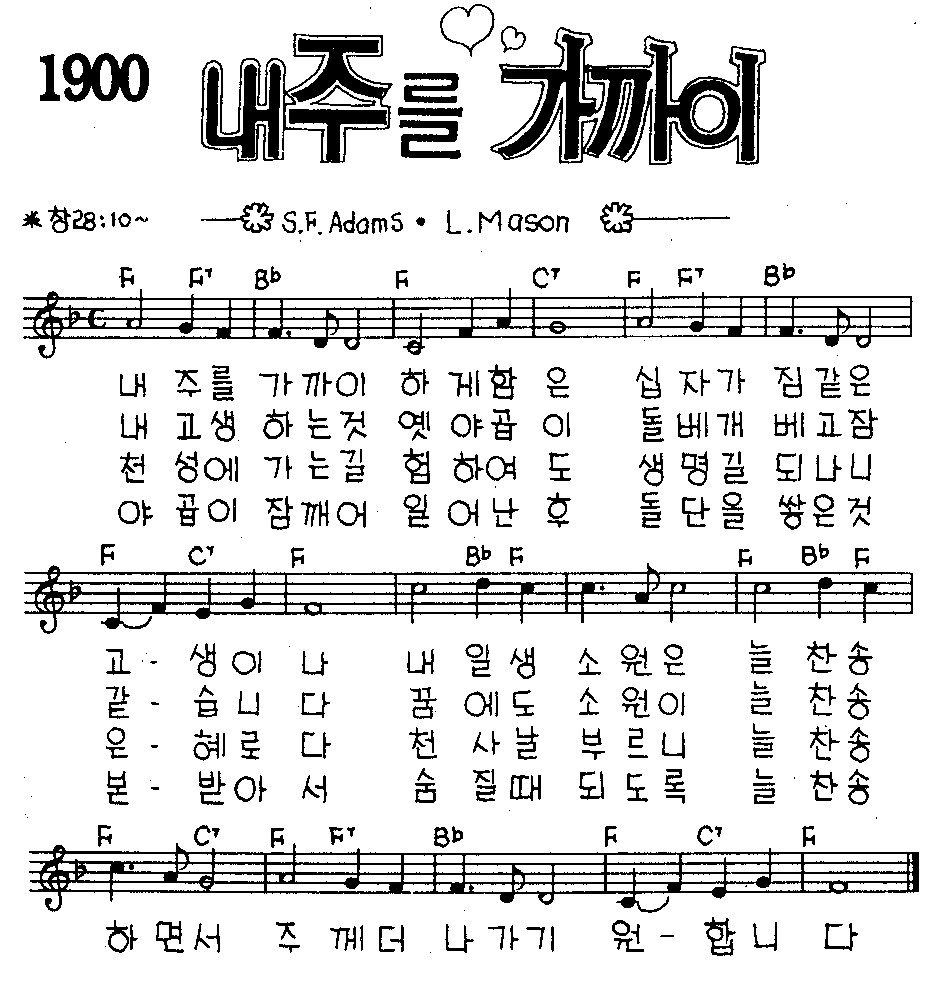 1900
내주를 가까이
*창28:10~ S.F. Adams • L. Mason
F F7 Bb F C7 F F7 Bb
내 주를 가까이 하 게함 은 십 자가 짐같은
내 고생 하는것 옛 야곱 이 돌 베개 베고잠
천 성에 가는길 험 하여 도 생 명길 되나니
야 곱이 잠깨어 일 어난 후 돌 단을 쌓은것
F C7 F Bb F F Bb F
고 - 생이 나 내 일생 소원은 늘 찬송
같 - 습니 다 꿈 에도 소원이 늘 찬송
은 - 혜로 다 천 사날 부르니 늘 찬송
본 - 받아 서 숨 질때 되도록 늘 찬송
F C7 F F7 Bb F C7 F
하면서 주 께더 나가기 원 - 합니 다